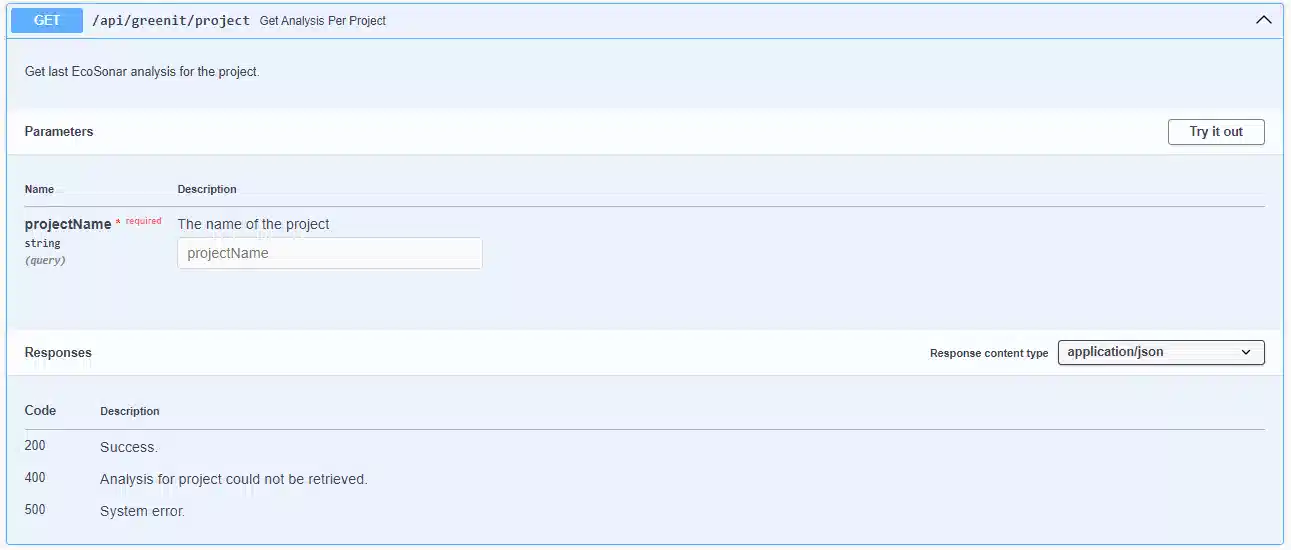 GET /api/greenit/project Get Analysis Per Project
Get last EcoSonar analysis for the project.
Parameters Try it out
Name Description
projectName * required The name of the project
string projectName
(query)
Responses Response content type application/json
Code Description
200 Success.
400 Analysis for project could not be retrieved.
500 System error.